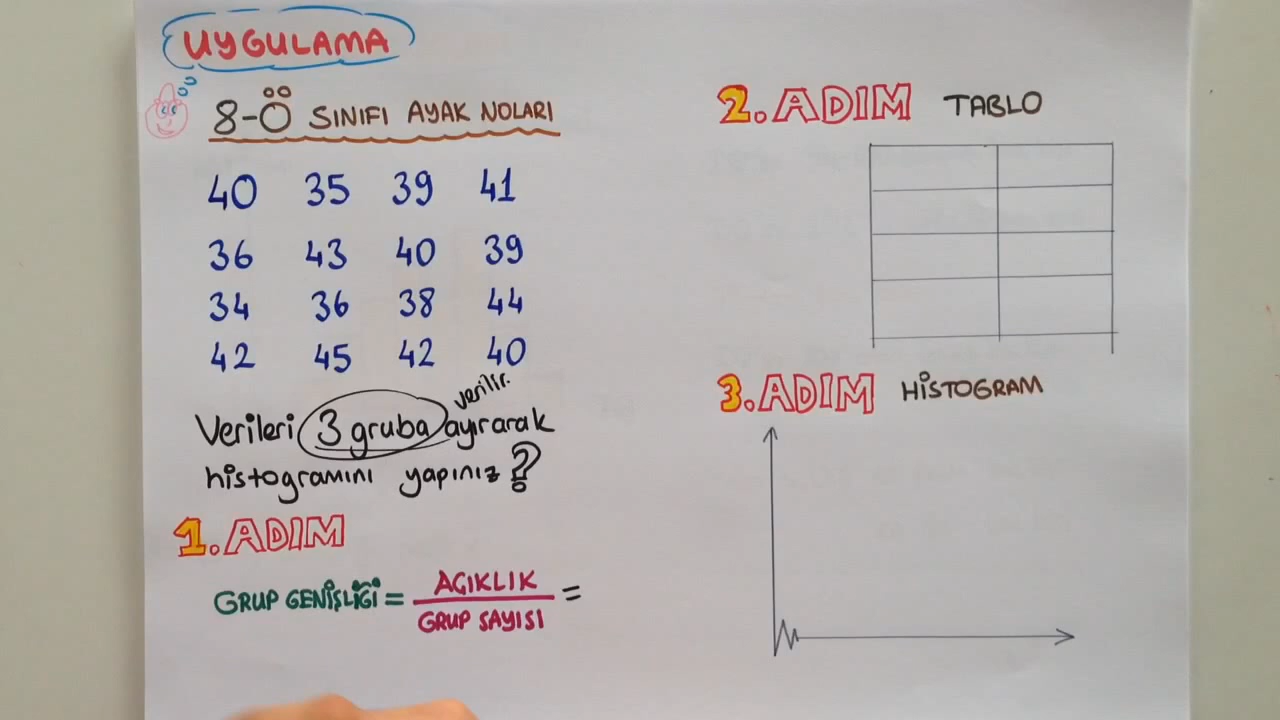 UYGULAMA
8-Ö SINIFI AYAK NOLARI
40 35 39 41
36 43 40 39
34 36 38 44
42 45 42 40
verilir.
Verileri 3 gruba ayırarak
histogramını yapınız?
1. ADIM
GRUP GENİŞLİĞİ = AÇIKLIK =
GRUP SAYISI
2. ADIM TABLO
3. ADIM HİSTOGRAM